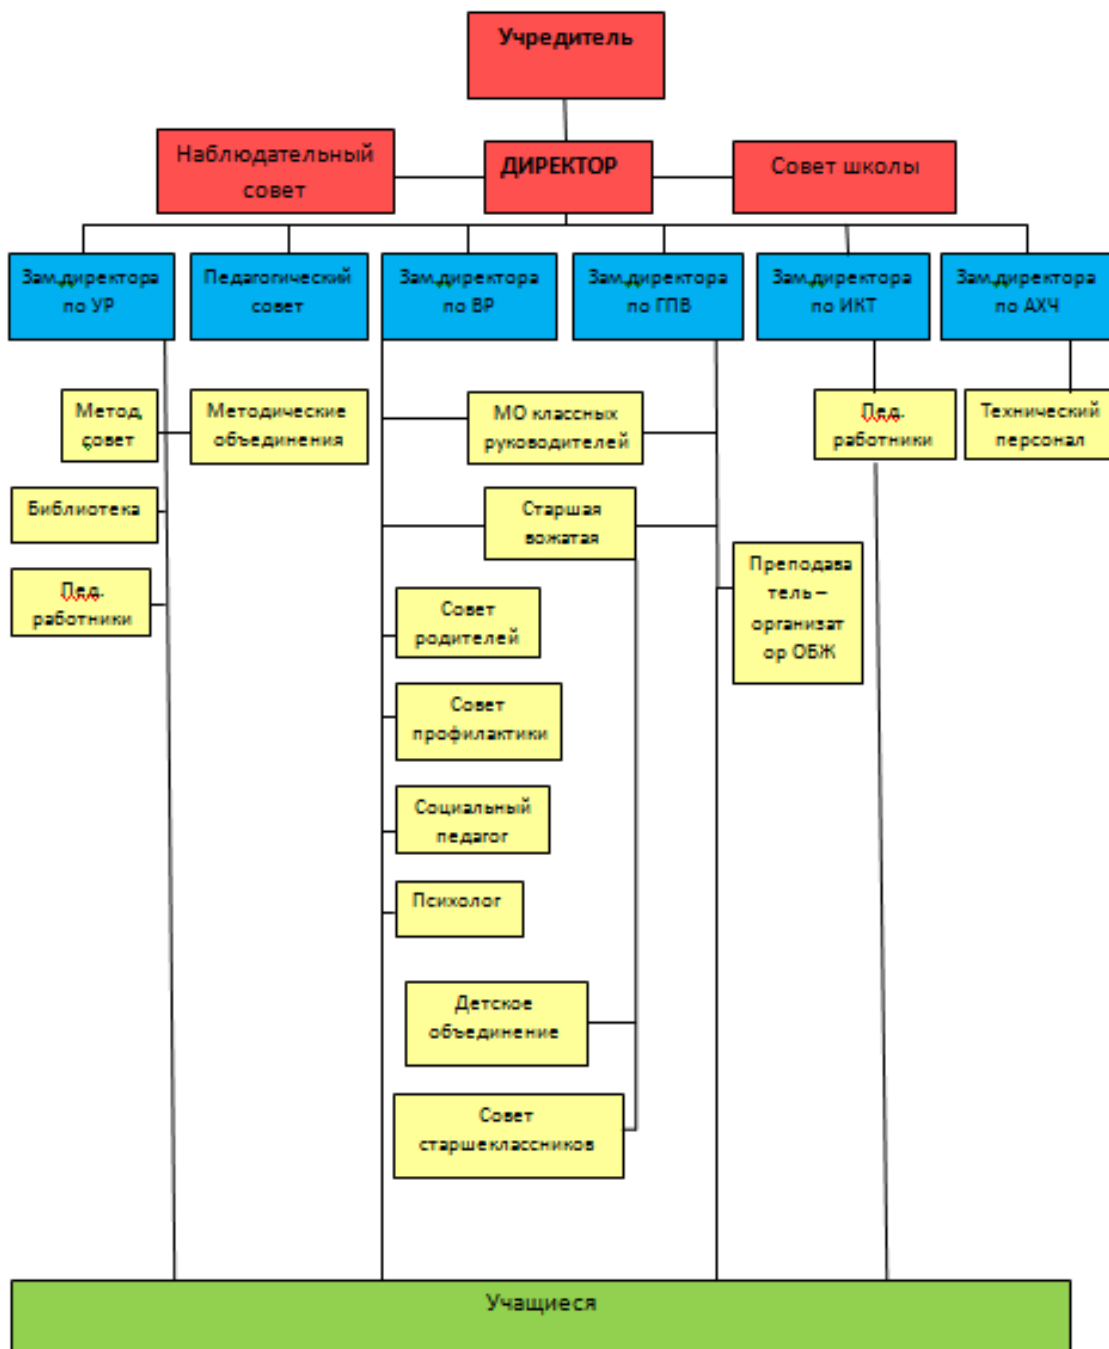 Учредитель
Наблюдательный
совет
ДИРЕКТОР
Совет школы
Зам.директора
по УР
Педагогический
совет
Зам.директора
по ВР
Зам.директора
по ГПВ
Зам.директора
по ИКТ
Зам.директора
по АХЧ
Метод.
совет
Методические
объединения
МО классных
руководителей
Пед.
работники
Технический
персонал
Библиотека
Старшая
вожатая
Пед.
работники
Преподава
тель –
организат
ор ОБЖ
Совет
родителей
Совет
профилактики
Социальный
педагог
Психолог
Детское
объединение
Совет
старшеклассников
Учащиеся